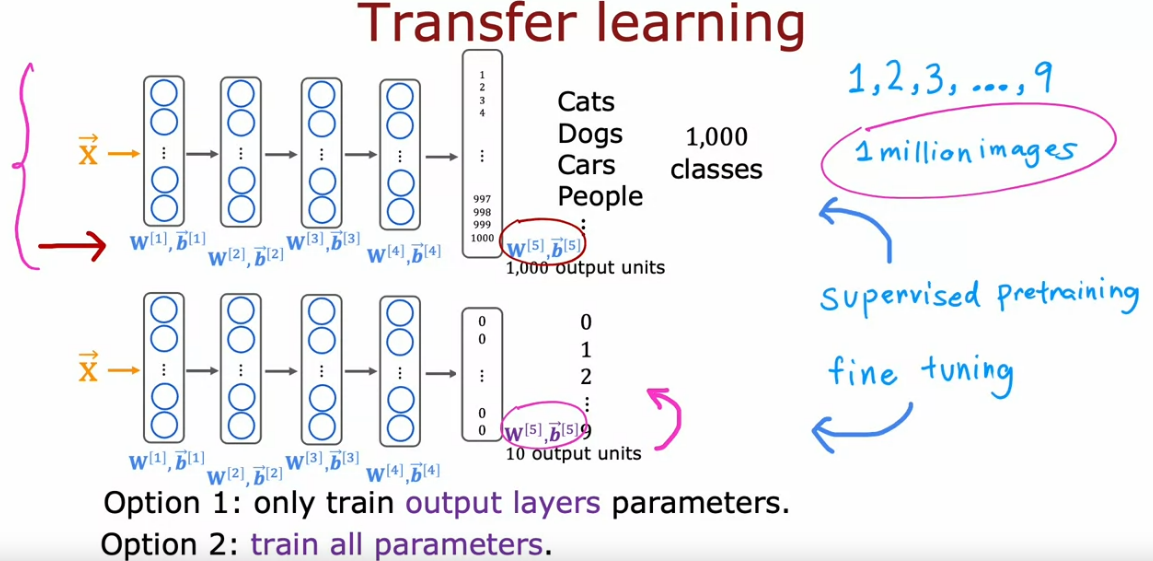 Transfer learning
1
2
3
4
⋮
997
998
999
1000
x⃗
⋮ ⋮ ⋮ ⋮
W[1], b⃗[1]
W[2], b⃗[2]
W[3], b⃗[3]
W[4], b⃗[4]
W[5], b⃗[5]
1,000 output units
Cats
Dogs
Cars
People
⋮
1,000
classes
1,2,3, ..., 9
1 million images
supervised pretraining
fine tuning
x⃗
⋮ ⋮ ⋮ ⋮
W[1], b⃗[1]
W[2], b⃗[2]
W[3], b⃗[3]
W[4], b⃗[4]
0
0
⋮
0
0
0
1
2
⋮
9
W[5], b⃗[5]
10 output units
Option 1: only train output layers parameters.
Option 2: train all parameters.